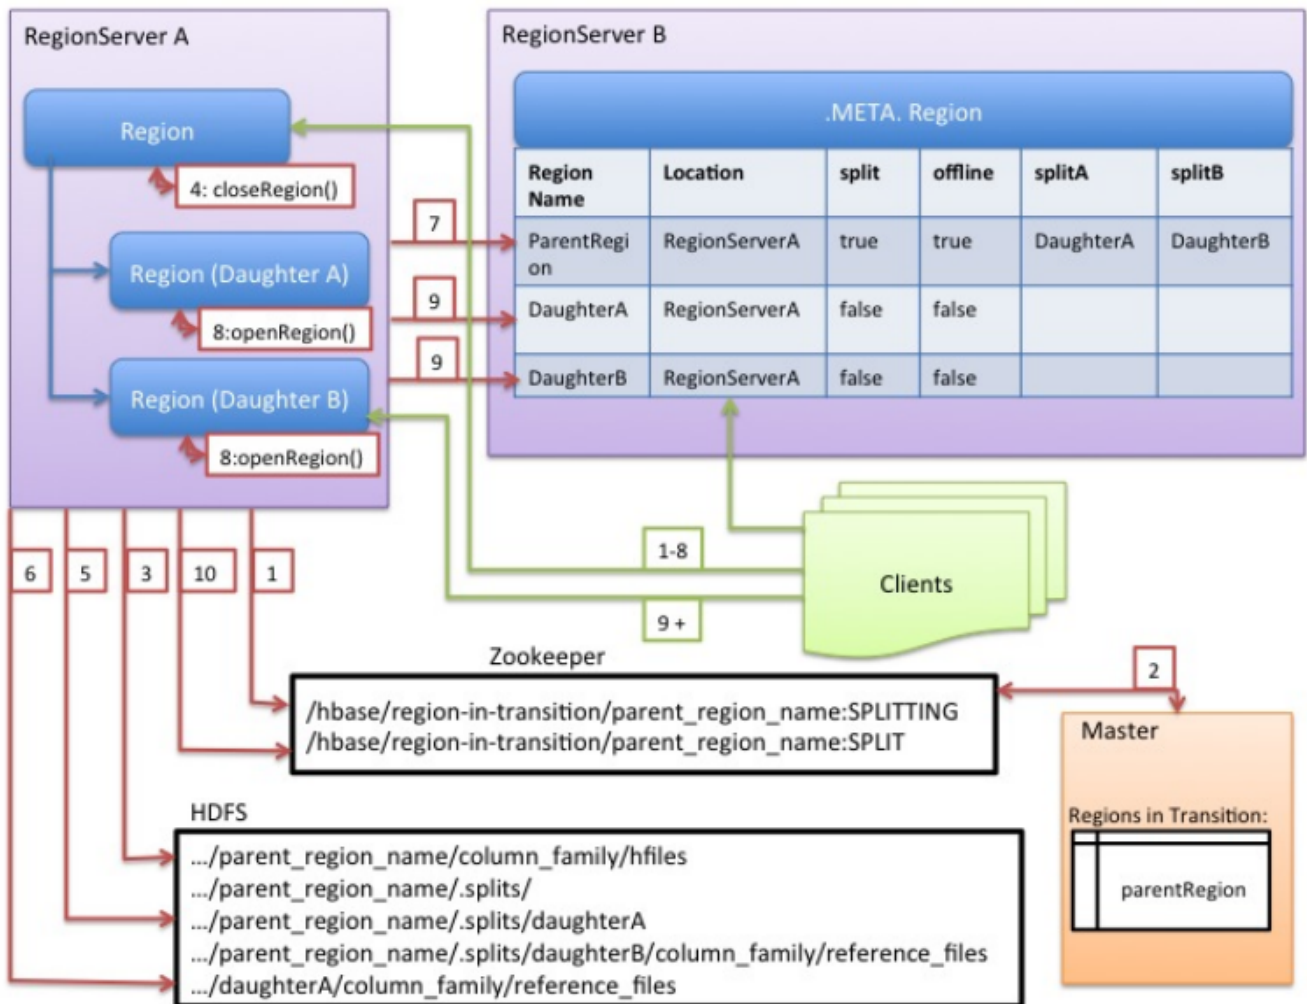 RegionServer A
Region
4: closeRegion()
Region (Daughter A)
8:openRegion()
Region (Daughter B)
8:openRegion()
7
9
9
RegionServer B
.META. Region
Region Name	Location	split	offline	splitA	splitB
ParentRegi
on	RegionServerA	true	true	DaughterA	DaughterB
DaughterA	RegionServerA	false	false
DaughterB	RegionServerA	false	false
6
5
3
10
1
1-8
9 +
Clients
Zookeeper
/hbase/region-in-transition/parent_region_name:SPLITTING
/hbase/region-in-transition/parent_region_name:SPLIT
2
Master
Regions in Transition:
parentRegion
HDFS
.../parent_region_name/column_family/hfiles
.../parent_region_name/.splits/
.../parent_region_name/.splits/daughterA
.../parent_region_name/.splits/daughterB/column_family/reference_files
.../daughterA/column_family/reference_files